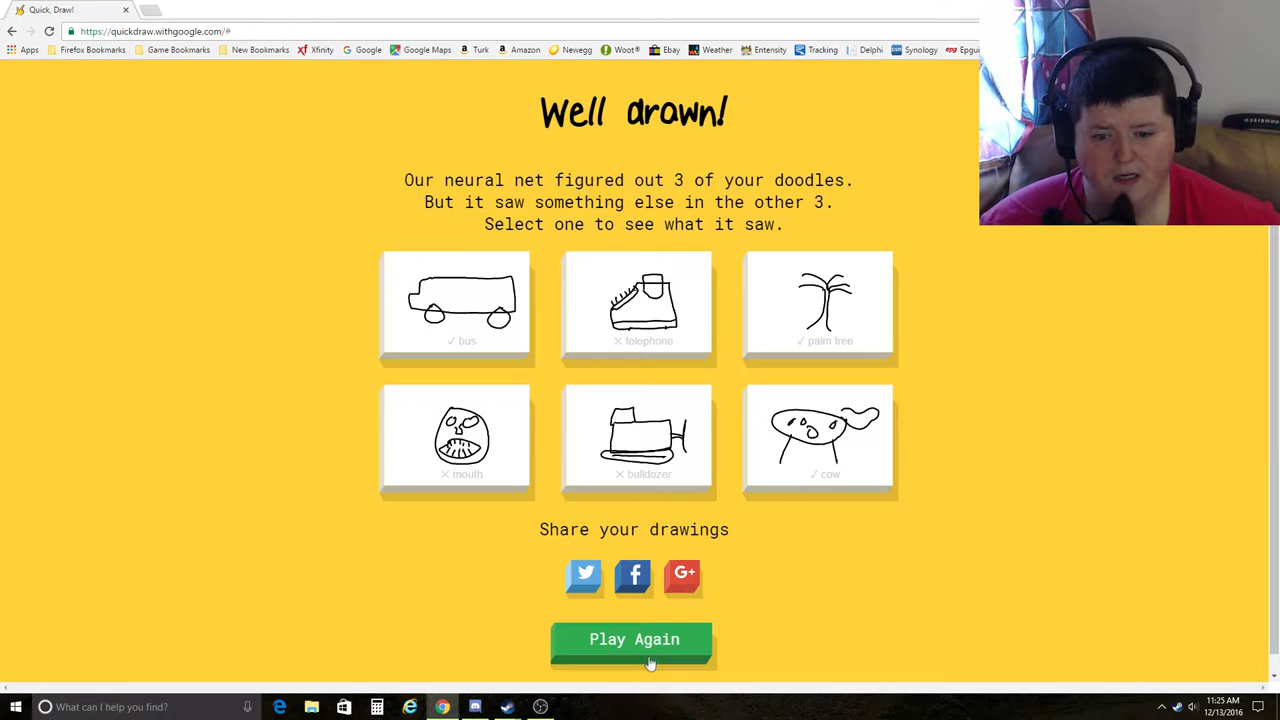 Quick, Draw!
https://quickdraw.withgoogle.com/#
Apps Firefox Bookmarks Game Bookmarks New Bookmarks Xfinity Google Google Maps Turk Amazon Newegg Woot® Ebay Weather Entensity Tracking Delphi Synology Epgui
Well drawn!
Our neural net figured out 3 of your doodles.
But it saw something else in the other 3.
Select one to see what it saw.
✓ bus ✕ telephone ✓ palm tree
✕ mouth ✕ bulldozer ✓ cow
Share your drawings
f G+
Play Again
What can I help you find?
11:25 AM
12/13/2016